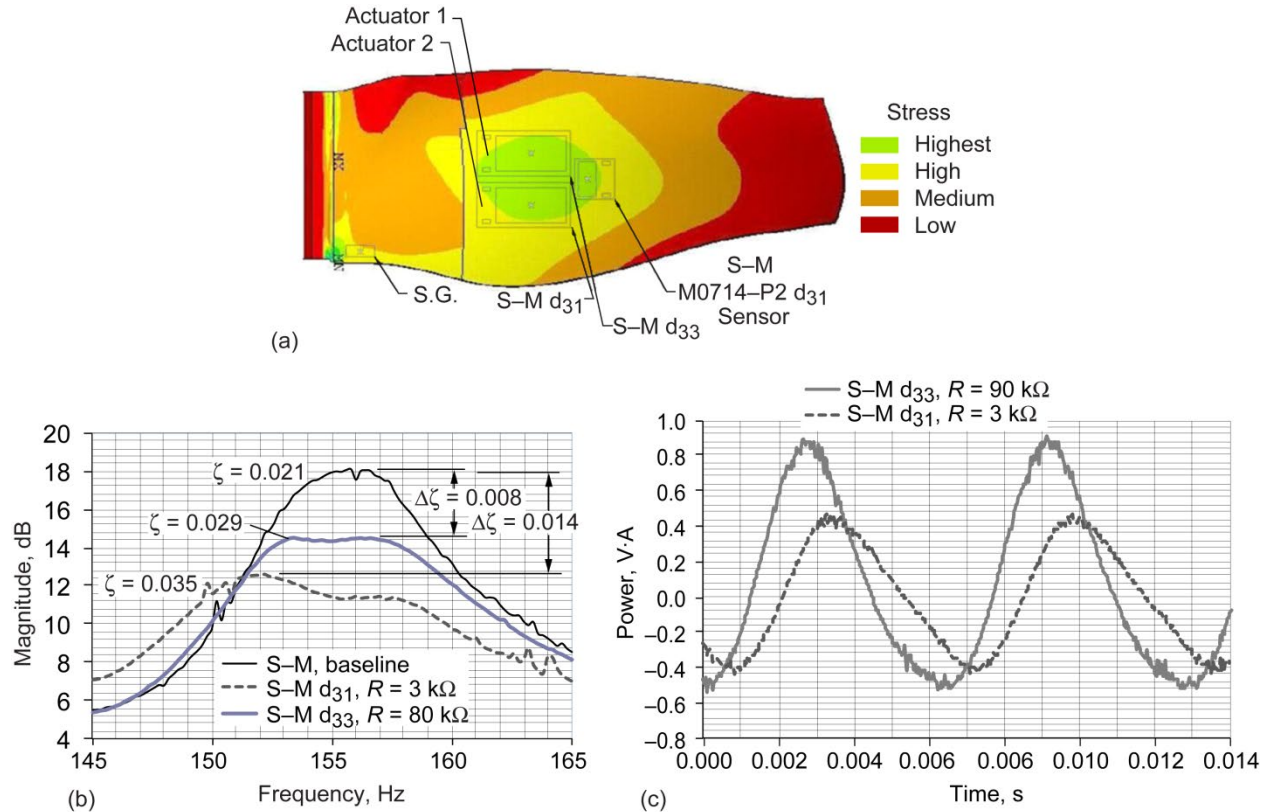 Actuator 1
Actuator 2
Stress
Highest
High
Medium
Low
MX
MN
S.G.
S–M d31
S–M d33
S–M
M0714–P2 d31
Sensor
(a)
20
18
16
14
12
10
8
6
4
145
150
155
160
165
Magnitude, dB
Frequency, Hz
ζ = 0.021
ζ = 0.029
ζ = 0.035
Δζ = 0.008
Δζ = 0.014
S–M, baseline
S–M d31, R = 3 kΩ
S–M d33, R = 80 kΩ
(b)
S–M d33, R = 90 kΩ
S–M d31, R = 3 kΩ
1.0
0.8
0.6
0.4
0.2
0.0
–0.2
–0.4
–0.6
–0.8
0.000
0.002
0.004
0.006
0.008
0.010
0.012
0.014
Power, V·A
Time, s
(c)